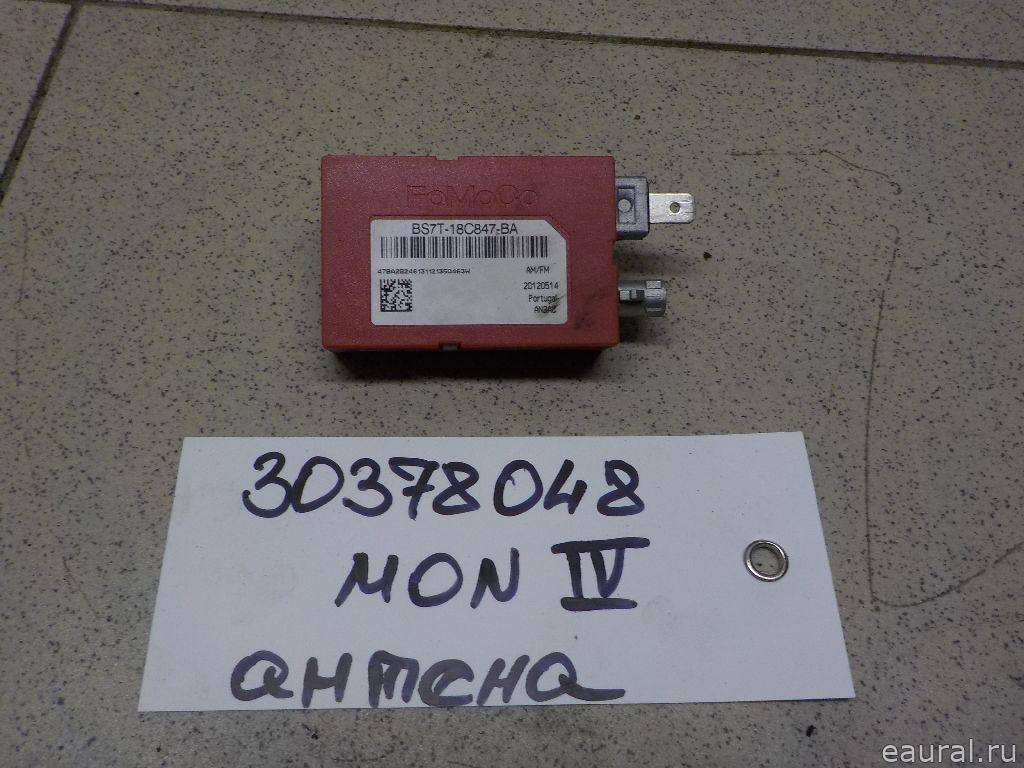 FoMoCo
BS7T-18C847-BA
AM/FM
20120514
Portugal
30378048
MON IV
антена
eaural.ru